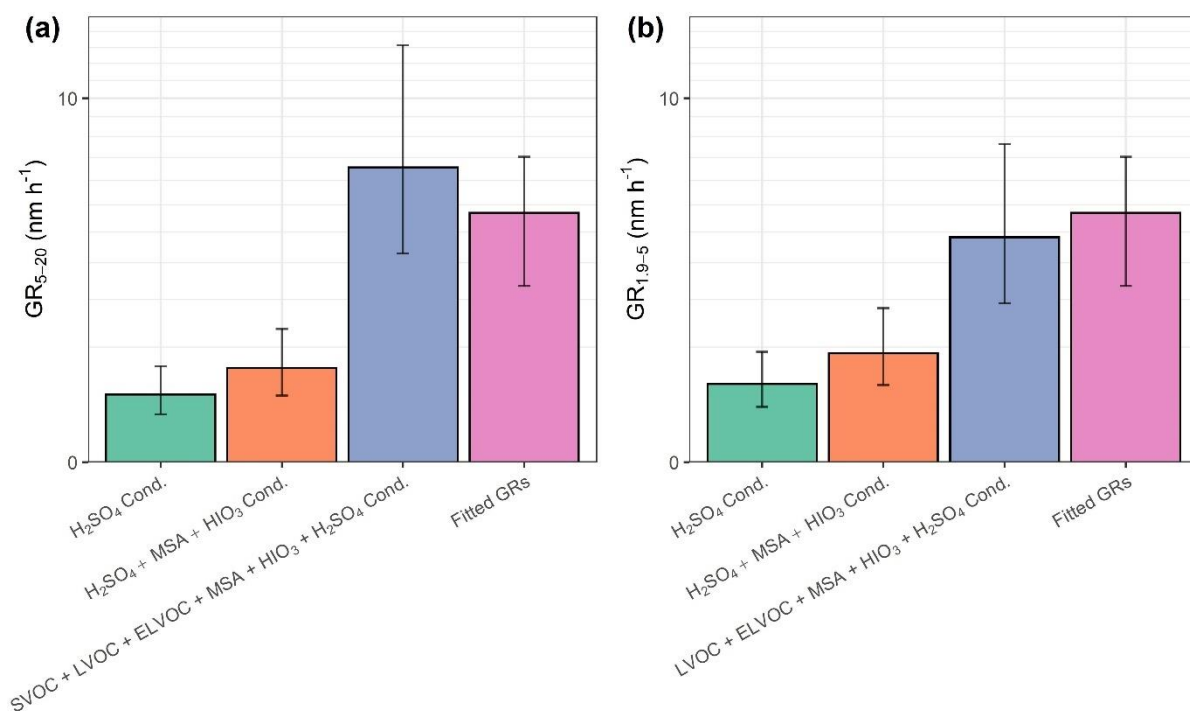 (a)
GR₅₋₂₀ (nm h⁻¹)
10
0
H₂SO₄ Cond.
H₂SO₄ + MSA + HIO₃ Cond.
SVOC + LVOC + ELVOC + MSA + HIO₃ + H₂SO₄ Cond.
Fitted GRs
(b)
GR₁.₉₋₅ (nm h⁻¹)
10
0
H₂SO₄ Cond.
H₂SO₄ + MSA + HIO₃ Cond.
LVOC + ELVOC + MSA + HIO₃ + H₂SO₄ Cond.
Fitted GRs